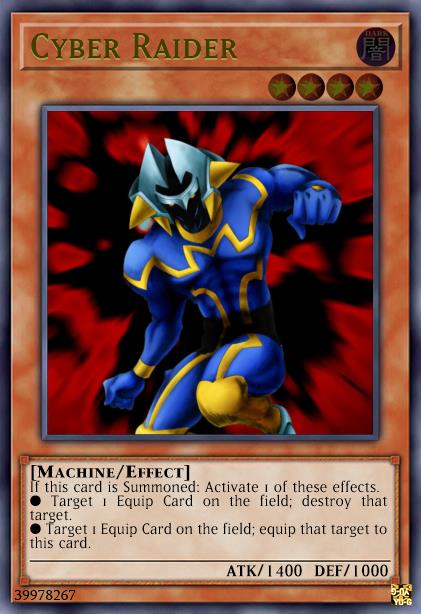 CYBER RAIDER
DARK
闇
[MACHINE/EFFECT]
If this card is Summoned: Activate 1 of these effects.
● Target 1 Equip Card on the field; destroy that
target.
● Target 1 Equip Card on the field; equip that target to
this card.
ATK/1400 DEF/1000
39978267